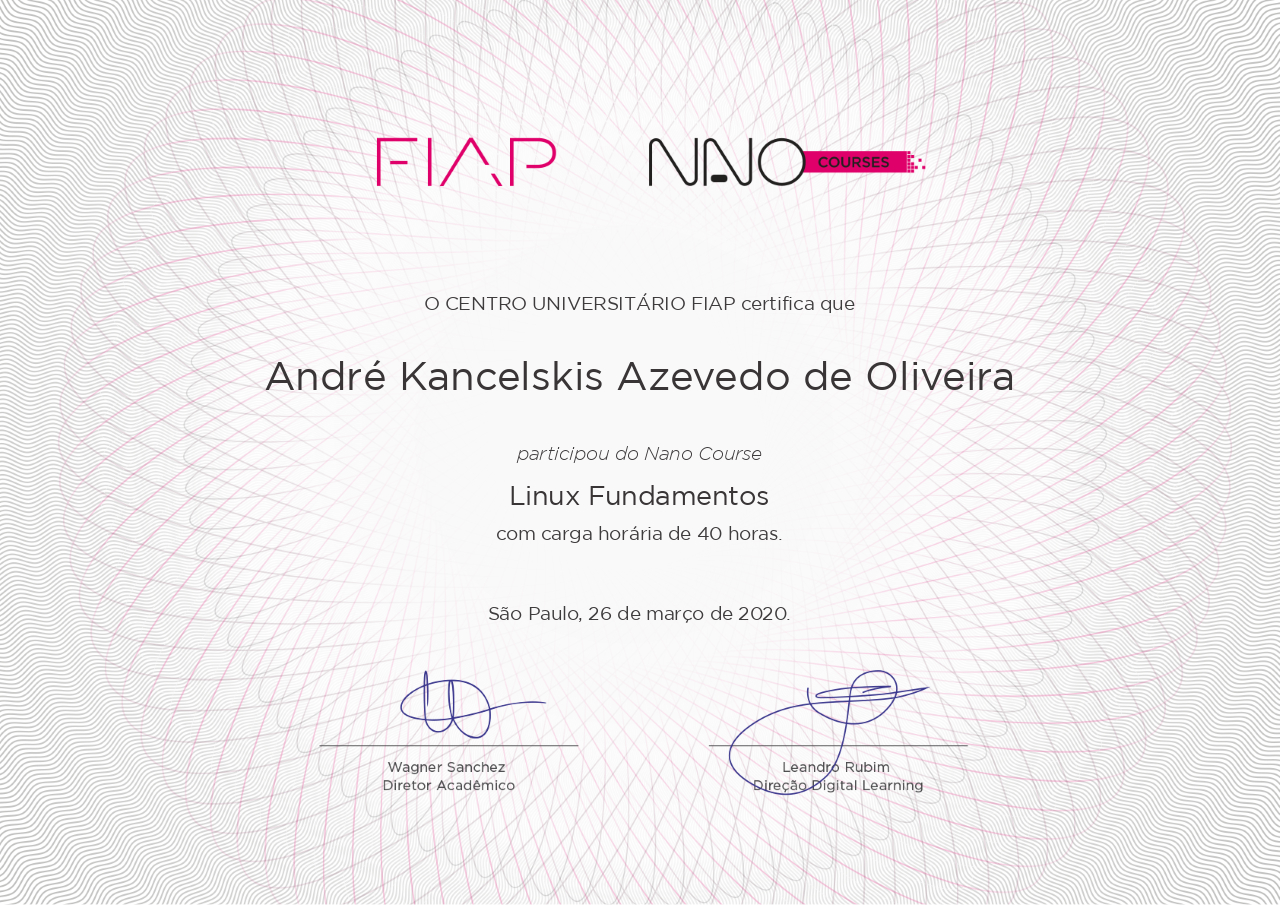 FIAP NANO COURSES
O CENTRO UNIVERSITÁRIO FIAP certifica que
André Kancelskis Azevedo de Oliveira
participou do Nano Course
Linux Fundamentos
com carga horária de 40 horas.
São Paulo, 26 de março de 2020.
Wagner Sanchez Leandro Rubim
Diretor Acadêmico Direção Digital Learning